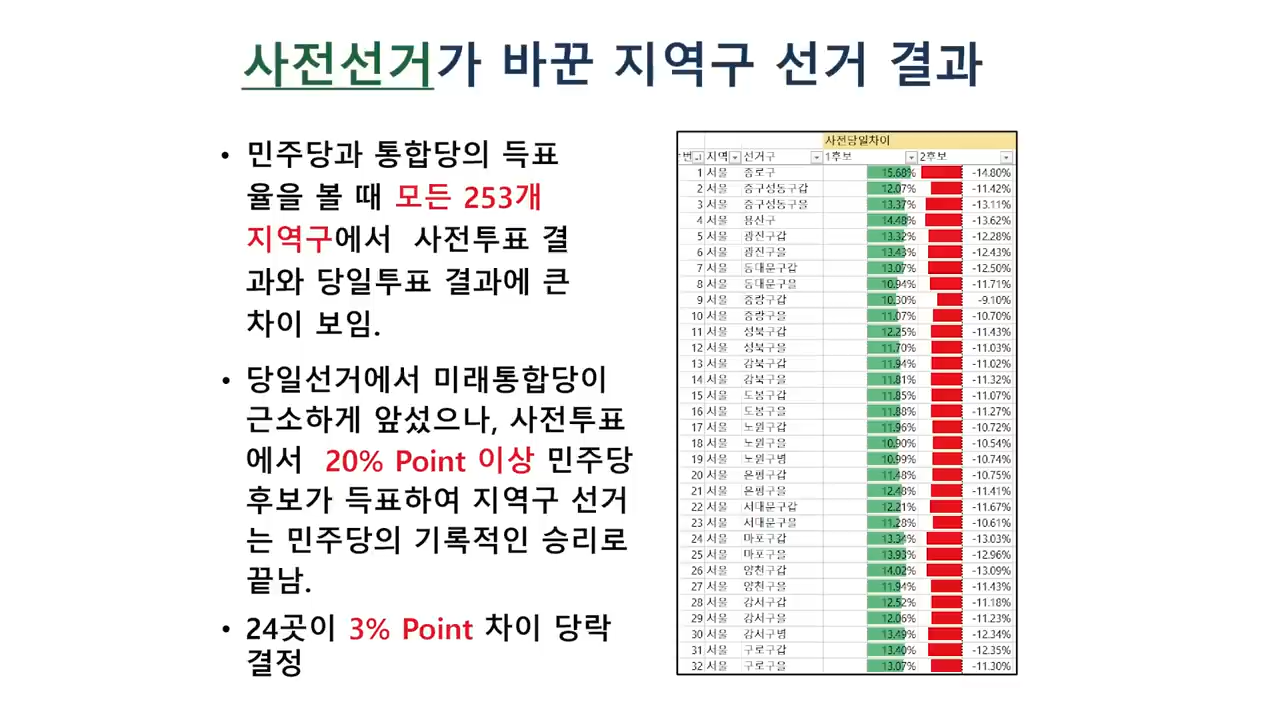 사전선거가 바꾼 지역구 선거 결과
• 민주당과 통합당의 득표
율을 볼 때 모든 253개
지역구에서 사전투표 결
과와 당일투표 결과에 큰
차이 보임.
• 당일선거에서 미래통합당이
근소하게 앞섰으나, 사전투표
에서 20% Point 이상 민주당
후보가 득표하여 지역구 선거
는 민주당의 기록적인 승리로
끝남.
• 24곳이 3% Point 차이 당락
결정
사전당일차이
번 지역 선거구 1후보 2후보
1 서울 종로구 15.68% -14.80%
2 서울 중구성동구갑 12.07% -11.42%
3 서울 중구성동구을 13.37% -13.11%
4 서울 용산구 14.48% -13.62%
5 서울 광진구갑 13.32% -12.28%
6 서울 광진구을 13.43% -12.43%
7 서울 동대문구갑 13.07% -12.50%
8 서울 동대문구을 10.94% -11.71%
9 서울 중랑구갑 10.30% -9.10%
10 서울 중랑구을 11.07% -10.70%
11 서울 성북구갑 12.25% -11.43%
12 서울 성북구을 11.70% -11.03%
13 서울 강북구갑 11.94% -11.02%
14 서울 강북구을 11.81% -11.32%
15 서울 도봉구갑 11.85% -11.07%
16 서울 도봉구을 11.88% -11.27%
17 서울 노원구갑 11.96% -10.72%
18 서울 노원구을 10.90% -10.54%
19 서울 노원구병 10.99% -10.74%
20 서울 은평구갑 11.48% -10.75%
21 서울 은평구을 12.48% -11.41%
22 서울 서대문구갑 12.21% -11.67%
23 서울 서대문구을 11.28% -10.61%
24 서울 마포구갑 13.34% -13.03%
25 서울 마포구을 13.93% -12.96%
26 서울 양천구갑 14.02% -13.09%
27 서울 양천구을 11.94% -11.43%
28 서울 강서구갑 12.52% -11.18%
29 서울 강서구을 12.06% -11.23%
30 서울 강서구병 13.49% -12.34%
31 서울 구로구갑 13.40% -12.35%
32 서울 구로구을 13.07% -11.30%